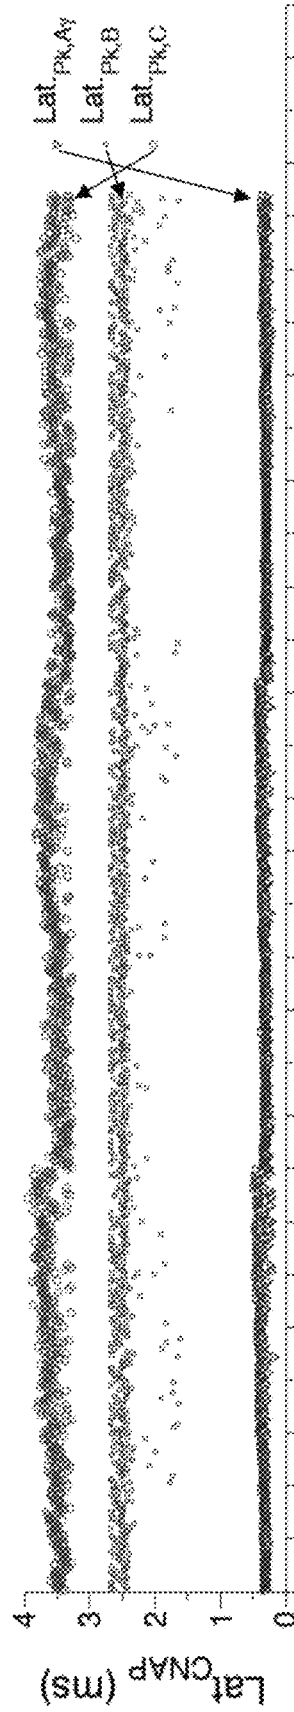 Lat_CNAP (ms)
4
3
2
1
0
Lat_Pk,Aγ
Lat_Pk,B
Lat_Pk,C